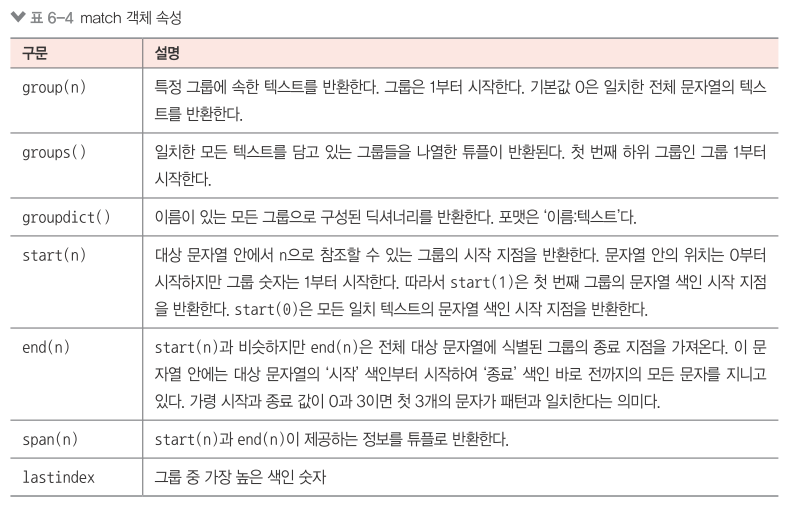 표 6-4 match 객체 속성
구문 설명
group(n) 특정 그룹에 속한 텍스트를 반환한다. 그룹은 1부터 시작한다. 기본값 0은 일치한 전체 문자열의 텍스
트를 반환한다.
groups() 일치한 모든 텍스트를 담고 있는 그룹들을 나열한 튜플이 반환된다. 첫 번째 하위 그룹인 그룹 1부터
시작한다.
groupdict() 이름이 있는 모든 그룹으로 구성된 딕셔너리를 반환한다. 포맷은 ‘이름:텍스트’다.
start(n) 대상 문자열 안에서 n으로 참조할 수 있는 그룹의 시작 지점을 반환한다. 문자열 안의 위치는 0부터
시작하지만 그룹 숫자는 1부터 시작한다. 따라서 start(1)은 첫 번째 그룹의 문자열 색인 시작 지점
을 반환한다. start(0)은 모든 일치 텍스트의 문자열 색인 시작 지점을 반환한다.
end(n) start(n)과 비슷하지만 end(n)은 전체 대상 문자열에 식별된 그룹의 종료 지점을 가져온다. 이 문
자열 안에는 대상 문자열의 ‘시작’ 색인부터 시작하여 ‘종료’ 색인 바로 전까지의 모든 문자를 지니고
있다. 가령 시작과 종료 값이 0과 3이면 첫 3개의 문자가 패턴과 일치한다는 의미다.
span(n) start(n)과 end(n)이 제공하는 정보를 튜플로 반환한다.
lastindex 그룹 중 가장 높은 색인 숫자